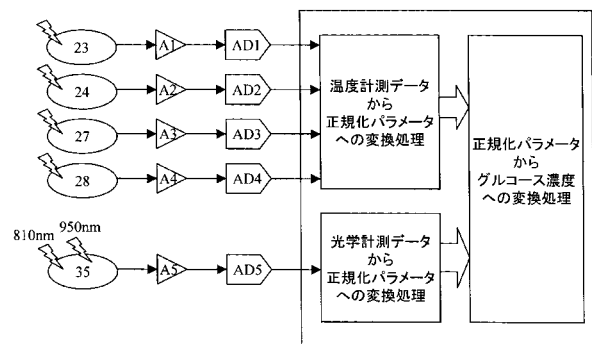 23 A1 AD1
24 A2 AD2
27 A3 AD3
28 A4 AD4
温度計測データ
から
正規化パラメータ
への変換処理
正規化パラメータ
から
グルコース濃度
への変換処理
810nm 950nm
35 A5 AD5
光学計測データ
から
正規化パラメータ
への変換処理